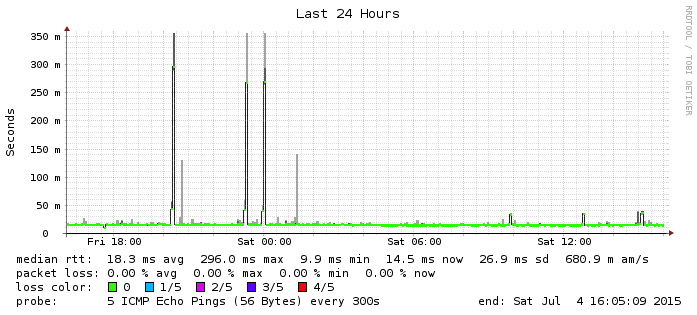 Last 24 Hours
RRDTOOL / TOBI OETIKER
Seconds
350 m
300 m
250 m
200 m
150 m
100 m
50 m
0
Fri 18:00 Sat 00:00 Sat 06:00 Sat 12:00
median rtt: 18.3 ms avg 296.0 ms max 9.9 ms min 14.5 ms now 26.9 ms sd 680.9 m am/s
packet loss: 0.00 % avg 0.00 % max 0.00 % min 0.00 % now
loss color: 0 1/5 2/5 3/5 4/5
probe: 5 ICMP Echo Pings (56 Bytes) every 300s end: Sat Jul 4 16:05:09 2015